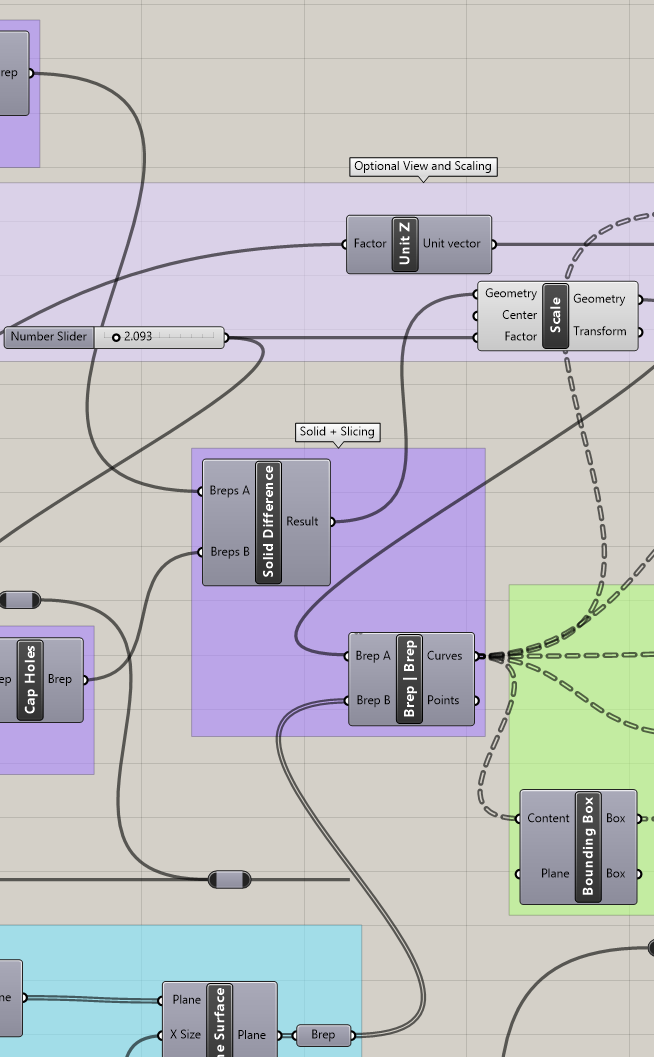 rep
Optional View and Scaling
Factor
Unit Z
Unit vector
Geometry
Center
Factor
Scale
Geometry
Transform
Number Slider
2.093
Solid + Slicing
Breps A
Breps B
Solid Difference
Result
ep
Cap Holes
Brep
Brep A
Brep B
Brep | Brep
Curves
Points
Content
Plane
Bounding Box
Box
Box
ne
Plane
X Size
ne Surface
Plane
Brep